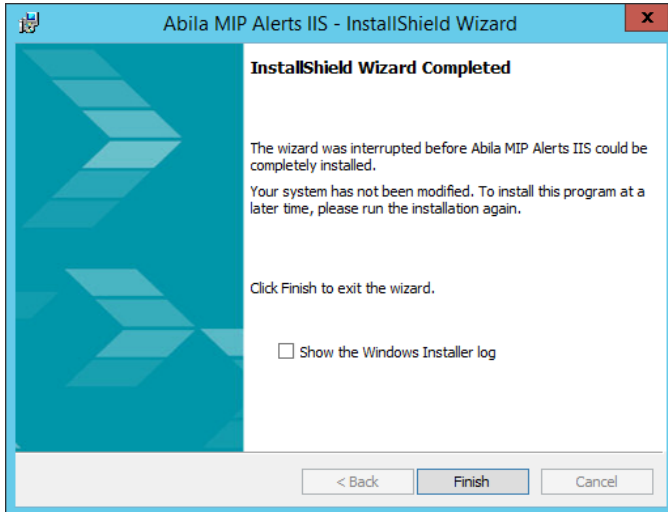 Abila MIP Alerts IIS - InstallShield Wizard
x
InstallShield Wizard Completed
The wizard was interrupted before Abila MIP Alerts IIS could be
completely installed.
Your system has not been modified. To install this program at a
later time, please run the installation again.
Click Finish to exit the wizard.
Show the Windows Installer log
< Back
Finish
Cancel